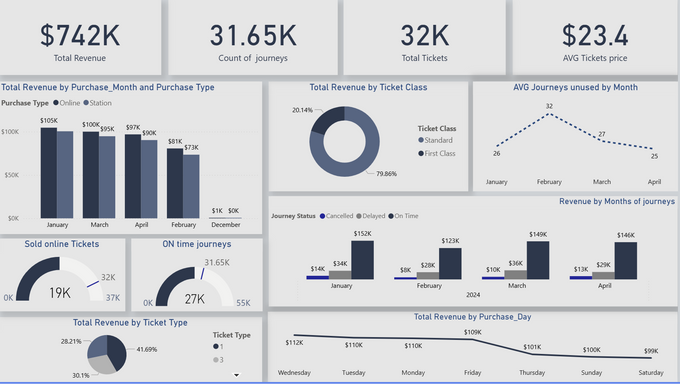 $742K
Total Revenue
31.65K
Count of journeys
32K
Total Tickets
$23.4
AVG Tickets price
Total Revenue by Purchase_Month and Purchase Type
Purchase Type Online Station
$100K
$50K
$0K
$105K
$100K
$95K
$97K
$90K
$81K
$73K
$1K $0K
January March April February December
Total Revenue by Ticket Class
20.14%
79.86%
Ticket Class
Standard
First Class
AVG Journeys unused by Month
26
32
27
25
January February March April
Revenue by Months of journeys
Journey Status Cancelled Delayed On Time
$14K $34K $152K
$8K $28K $123K
$10K $36K $149K
$13K $29K $146K
January February March April
2024
Sold online Tickets
0K
19K
32K
37K
ON time journeys
0K
27K
31.65K
55K
Total Revenue by Ticket Type
28.21%
41.69%
30.1%
Ticket Type
1
3
Total Revenue by Purchase_Day
$112K $110K $110K $109K $101K $100K $99K
Wednesday Tuesday Monday Friday Thursday Sunday Saturday